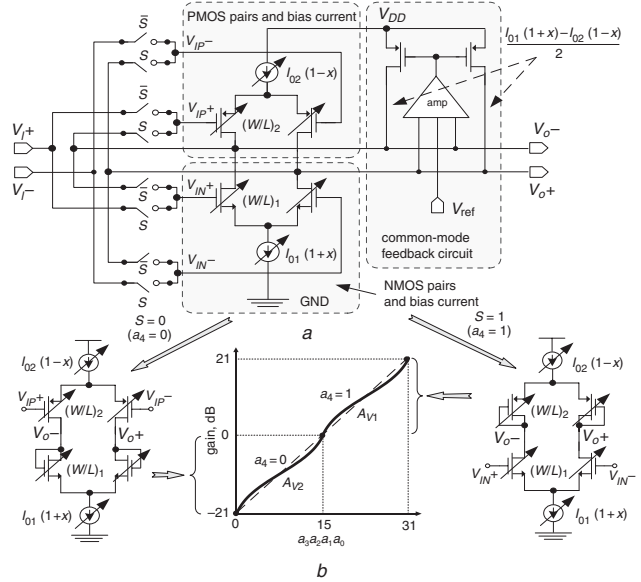 PMOS pairs and bias current
V_DD
I_01 (1+x) – I_02 (1–x)
2
S̄
S
V_IP–
I_02 (1–x)
amp
S̄
S
V_IP+
(W/L)_2
V_I+
V_I–
V_o–
V_o+
S̄
S
V_IN+
(W/L)_1
V_ref
S̄
S
V_IN–
I_01 (1+x)
common-mode
feedback circuit
GND
NMOS pairs
and bias current
S = 0
(a_4 = 0)
a
S = 1
(a_4 = 1)
I_02 (1–x)
V_IP+
V_IP–
(W/L)_2
V_o–
V_o+
(W/L)_1
I_01 (1+x)
gain, dB
21
0
–21
a_4 = 1
A_V1
a_4 = 0
A_V2
0
15
31
a_3a_2a_1a_0
I_02 (1–x)
(W/L)_2
V_o–
V_o+
V_IN+
(W/L)_1
V_IN–
I_01 (1+x)
b